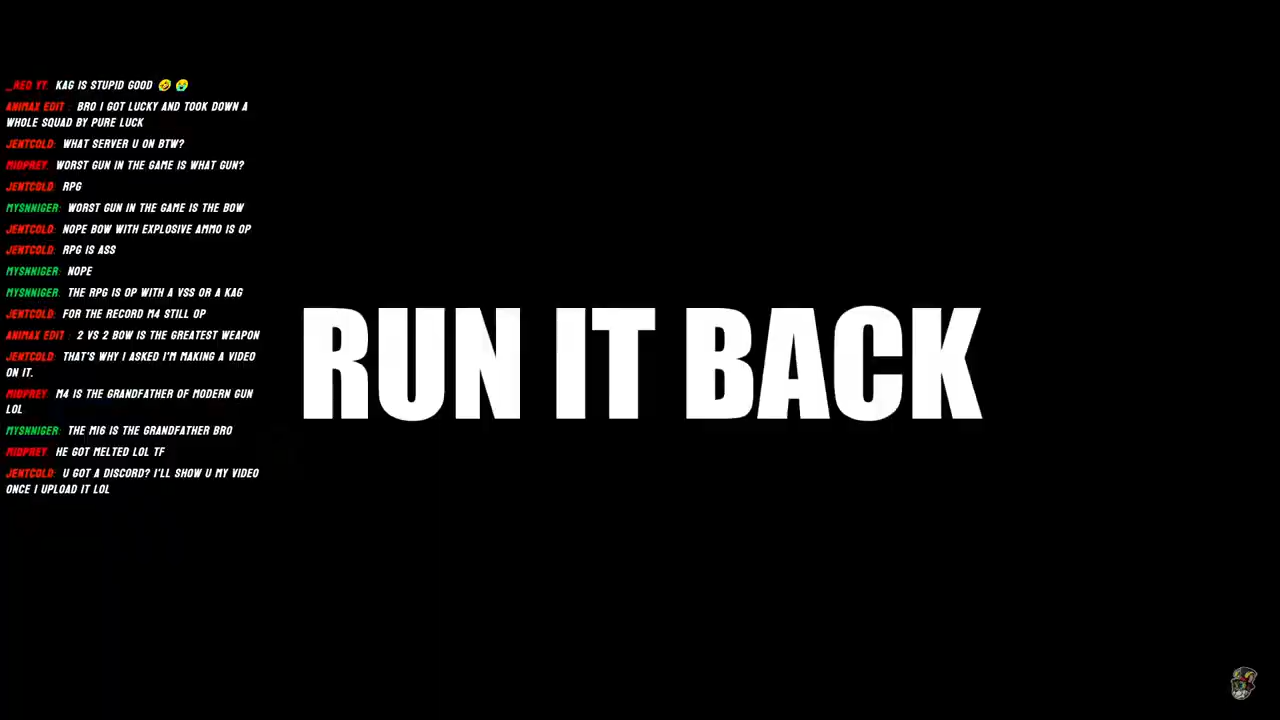 _NEO YT: KAG IS STUPID GOOD 🤣 😭
ANIMAX EDIT : BRO I GOT LUCKY AND TOOK DOWN A
WHOLE SQUAD BY PURE LUCK
JENTCOLD: WHAT SERVER U ON BTW?
MIDPREY: WORST GUN IN THE GAME IS WHAT GUN?
JENTCOLD: RPG
MYSNNIGER: WORST GUN IN THE GAME IS THE BOW
JENTCOLD: NOPE BOW WITH EXPLOSIVE AMMO IS OP
JENTCOLD: RPG IS ASS
MYSNNIGER: NOPE
MYSNNIGER: THE RPG IS OP WITH A VSS OR A KAG
JENTCOLD: FOR THE RECORD M4 STILL OP
ANIMAX EDIT : 2 VS 2 BOW IS THE GREATEST WEAPON
JENTCOLD: THAT'S WHY I ASKED I'M MAKING A VIDEO
ON IT.
MIDPREY: M4 IS THE GRANDFATHER OF MODERN GUN
LOL
MYSNNIGER: THE M16 IS THE GRANDFATHER BRO
MIDPREY: HE GOT MELTED LOL TF
JENTCOLD: U GOT A DISCORD? I'LL SHOW U MY VIDEO
ONCE I UPLOAD IT LOL
RUN IT BACK